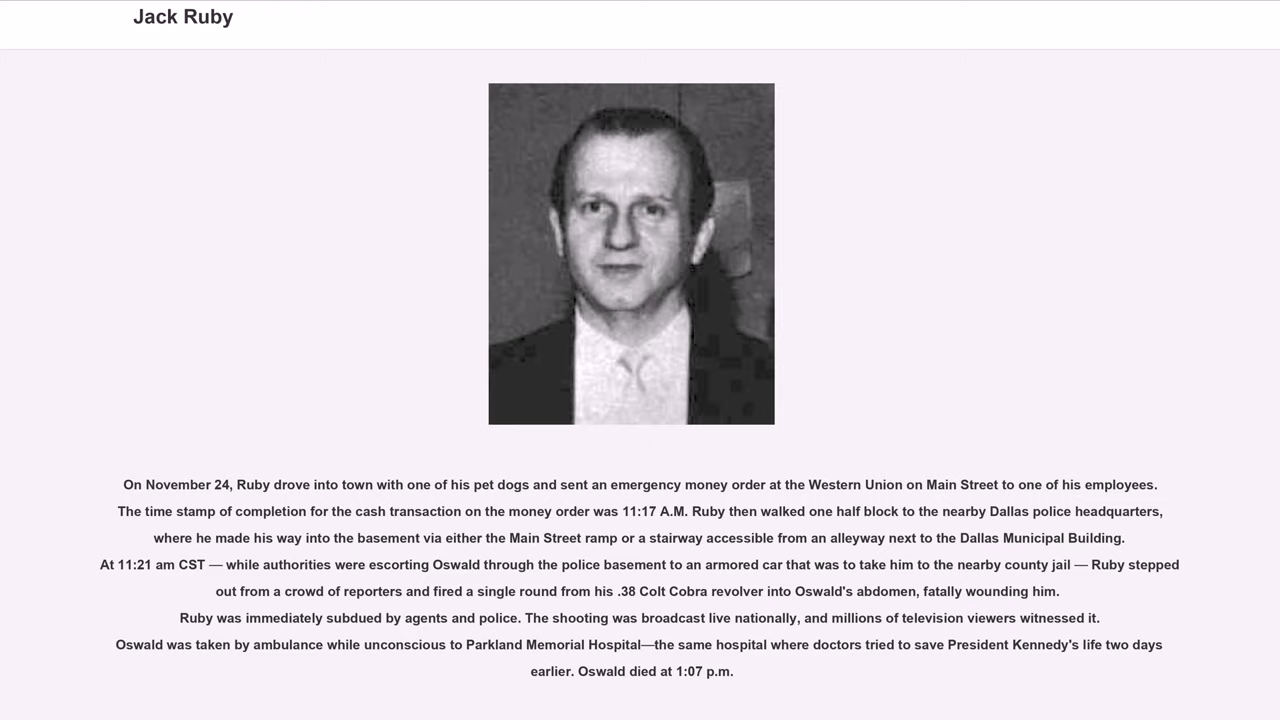 Jack Ruby
On November 24, Ruby drove into town with one of his pet dogs and sent an emergency money order at the Western Union on Main Street to one of his employees.
The time stamp of completion for the cash transaction on the money order was 11:17 A.M. Ruby then walked one half block to the nearby Dallas police headquarters,
where he made his way into the basement via either the Main Street ramp or a stairway accessible from an alleyway next to the Dallas Municipal Building.
At 11:21 am CST — while authorities were escorting Oswald through the police basement to an armored car that was to take him to the nearby county jail — Ruby stepped
out from a crowd of reporters and fired a single round from his .38 Colt Cobra revolver into Oswald's abdomen, fatally wounding him.
Ruby was immediately subdued by agents and police. The shooting was broadcast live nationally, and millions of television viewers witnessed it.
Oswald was taken by ambulance while unconscious to Parkland Memorial Hospital—the same hospital where doctors tried to save President Kennedy's life two days
earlier. Oswald died at 1:07 p.m.